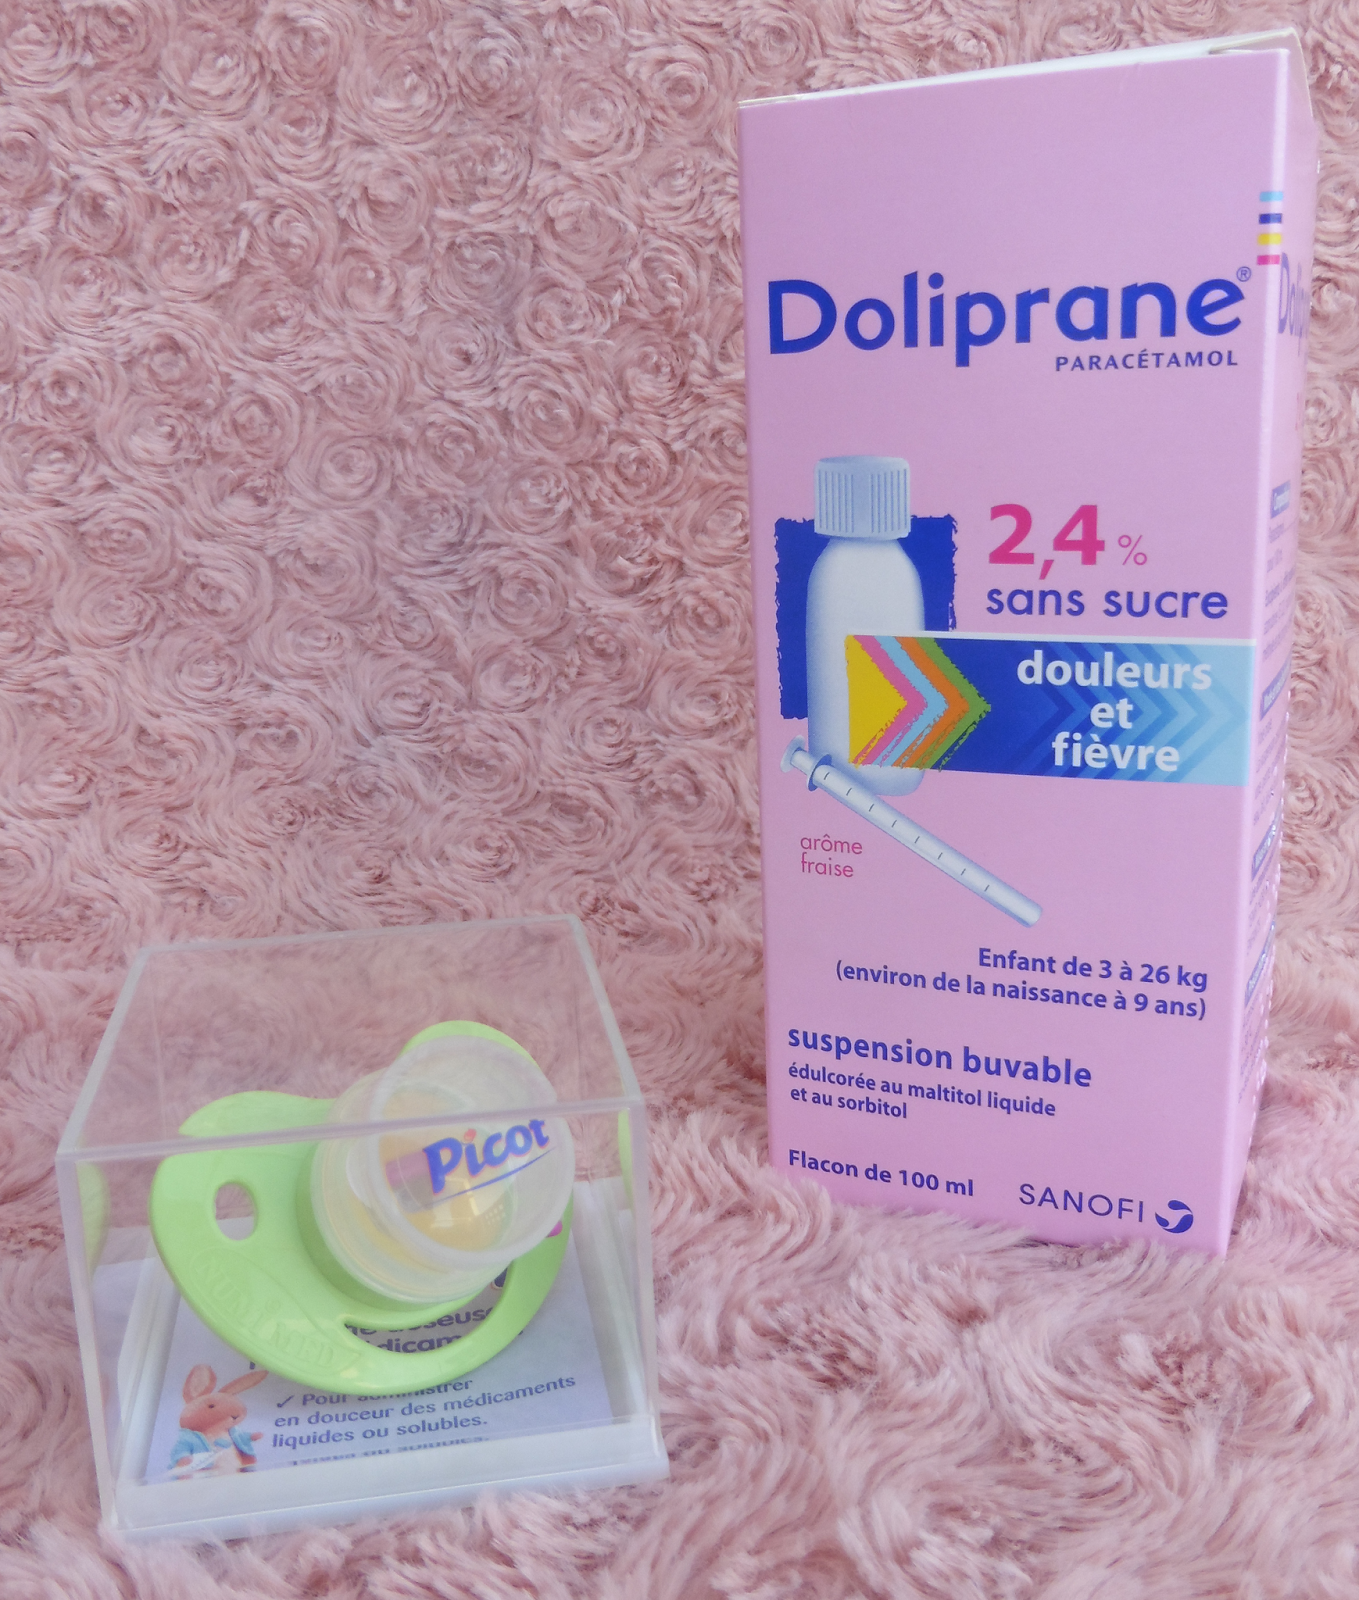 Doliprane®
PARACÉTAMOL
2,4 %
sans sucre
douleurs
et
fièvre
arôme
fraise
Enfant de 3 à 26 kg
(environ de la naissance à 9 ans)
suspension buvable
édulcorée au maltitol liquide
et au sorbitol
Flacon de 100 ml
SANOFI
Picot
✓ Pour administrer
en douceur des médicaments
liquides ou solubles.